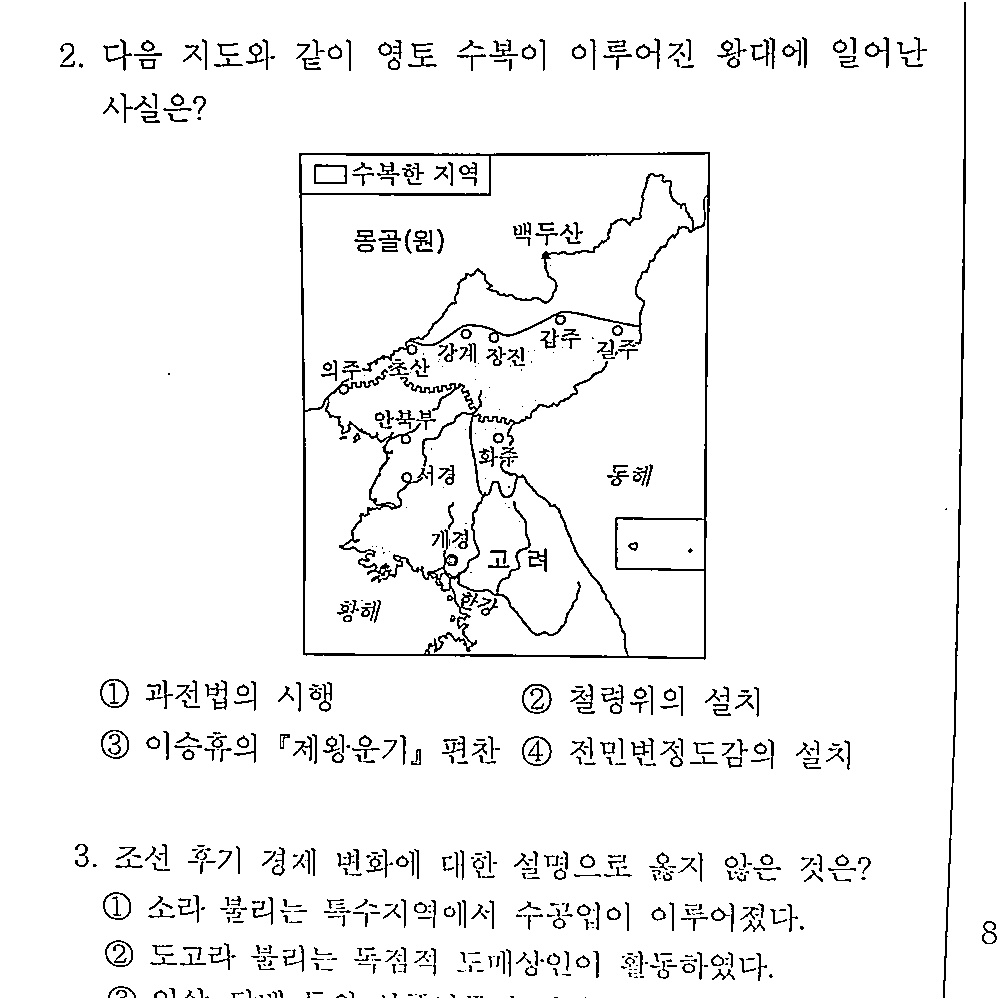 2. 다음 지도와 같이 영토 수복이 이루어진 왕대에 일어난
사실은?
수복한 지역
몽골(원)
백두산
갑주
길주
강계
장진
초산
의주
안북부
화주
서경
동해
개경
고려
한강
황해
① 과전법의 시행 ② 철령위의 설치
③ 이승휴의 『제왕운기』 편찬 ④ 전민변정도감의 설치
3. 조선 후기 경제 변화에 대한 설명으로 옳지 않은 것은?
① 소라 불리는 특수지역에서 수공업이 이루어졌다.
② 도고라 불리는 독점적 도매상인이 활동하였다.
8